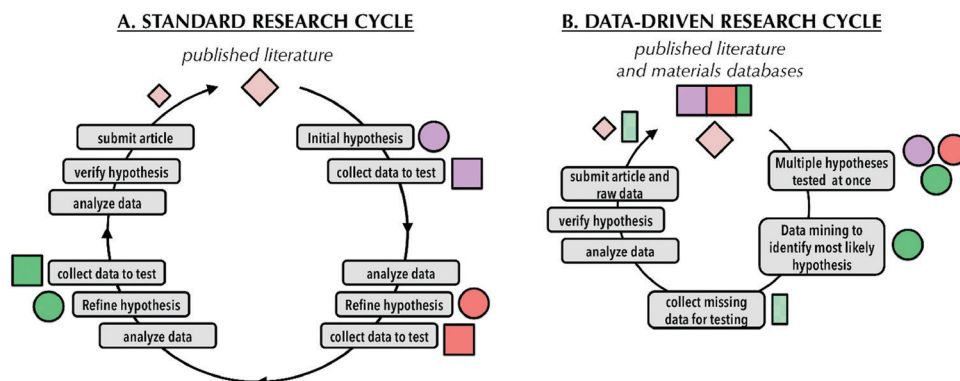 A. STANDARD RESEARCH CYCLE
published literature
Initial hypothesis
collect data to test
analyze data
Refine hypothesis
collect data to test
analyze data
Refine hypothesis
collect data to test
analyze data
verify hypothesis
submit article
B. DATA-DRIVEN RESEARCH CYCLE
published literature
and materials databases
Multiple hypotheses
tested at once
Data mining to
identify most likely
hypothesis
collect missing
data for testing
analyze data
verify hypothesis
submit article and
raw data